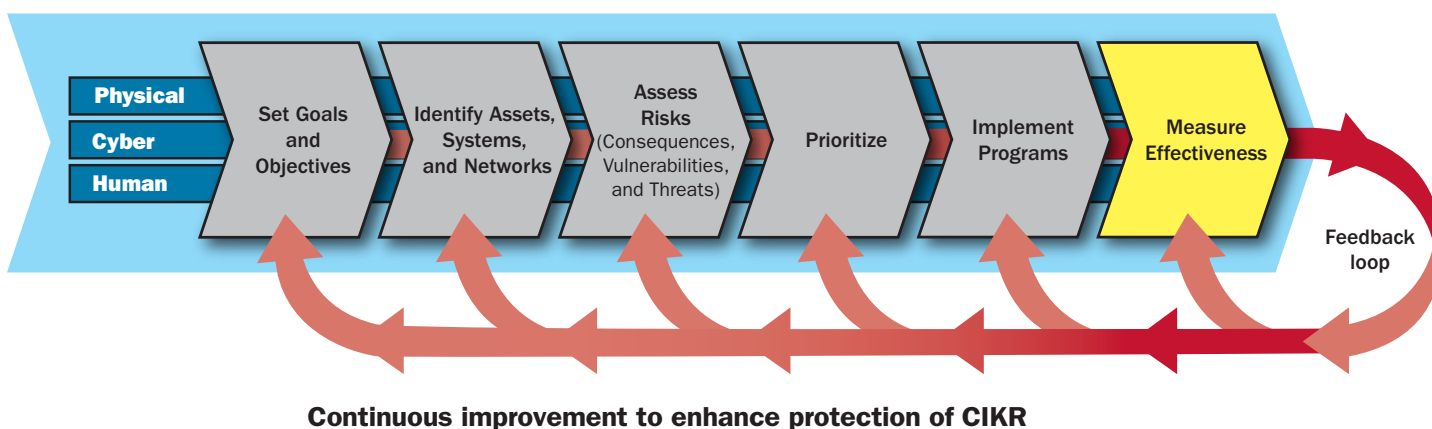 Physical
Cyber
Human
Set Goals
and
Objectives
Identify Assets,
Systems,
and Networks
Assess
Risks
(Consequences,
Vulnerabilities,
and Threats)
Prioritize
Implement
Programs
Measure
Effectiveness
Feedback
loop
Continuous improvement to enhance protection of CIKR